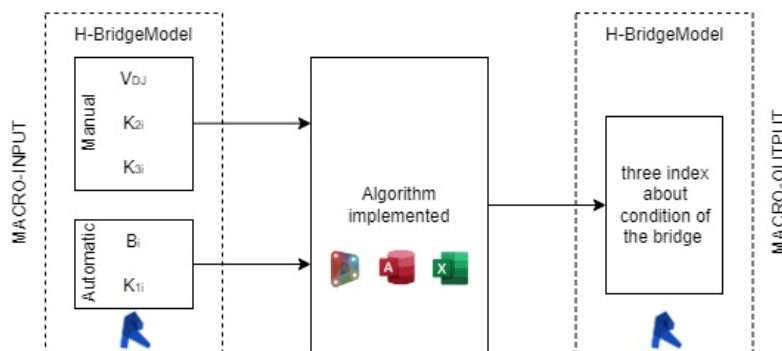 MACRO-INPUT
H-BridgeModel
Manual
VDJ
K2i
K3i
Automatic
Bi
K1i
Algorithm
implemented
A
X
H-BridgeModel
three index
about
condition of
the bridge
MACRO-OUTPUT